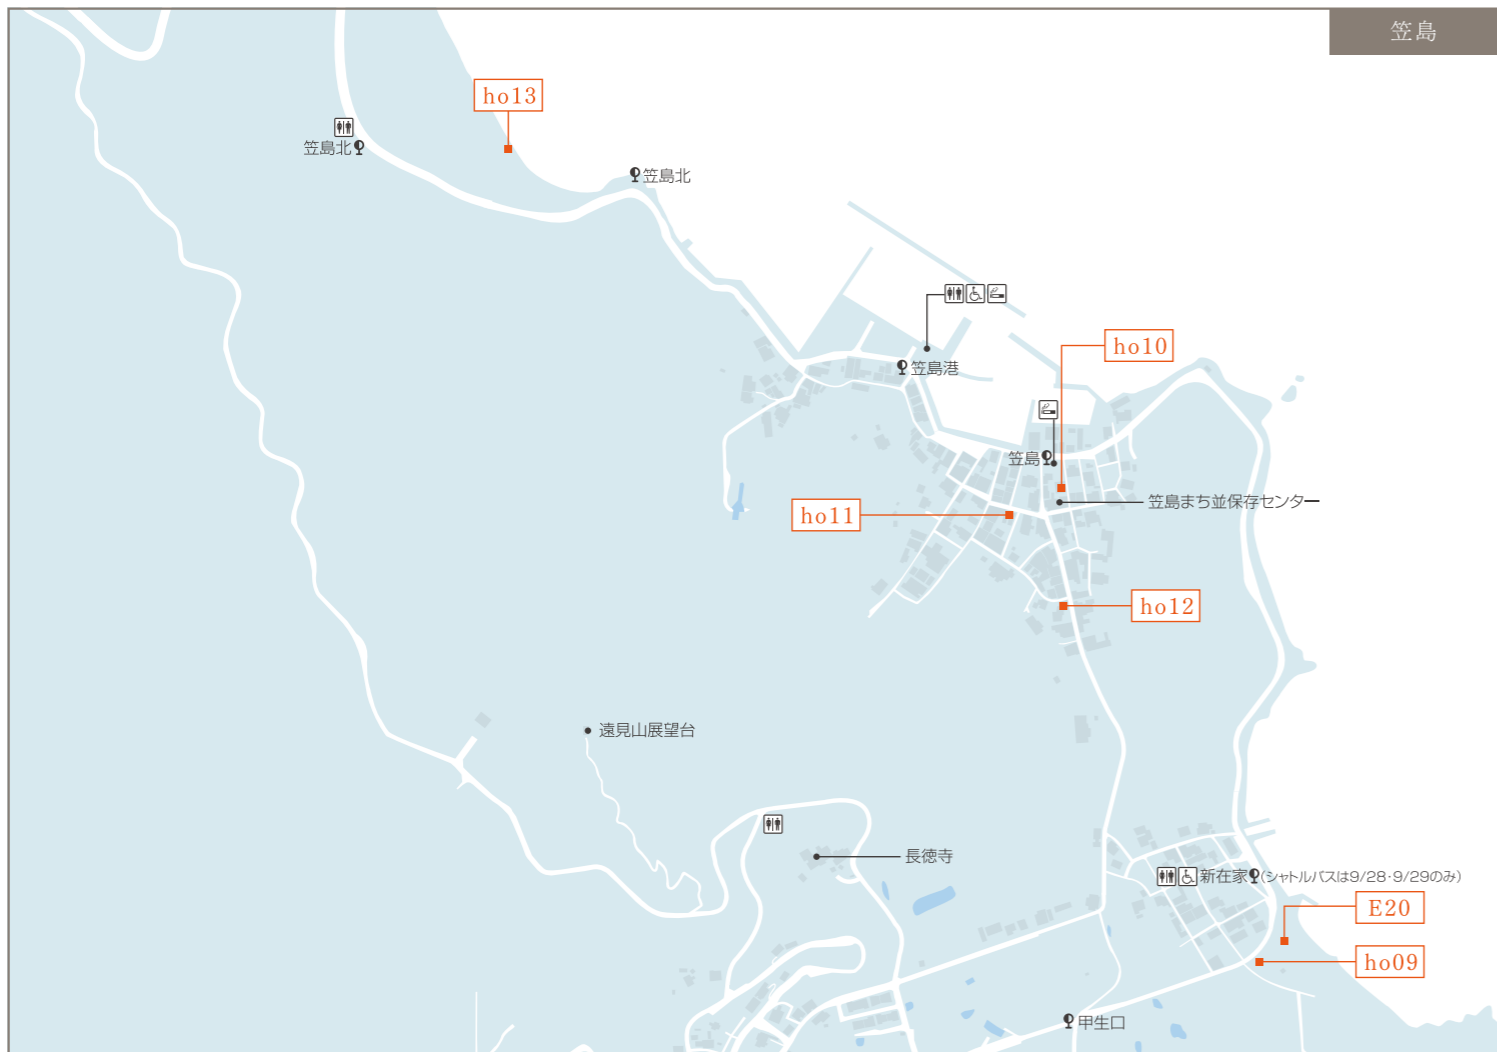 笠島
ho13
笠島北
笠島北
ho10
笠島港
笠島
笠島まち並保存センター
ho11
ho12
遠見山展望台
長徳寺
新在家(シャトルバスは9/28・9/29のみ)
E20
ho09
甲生口